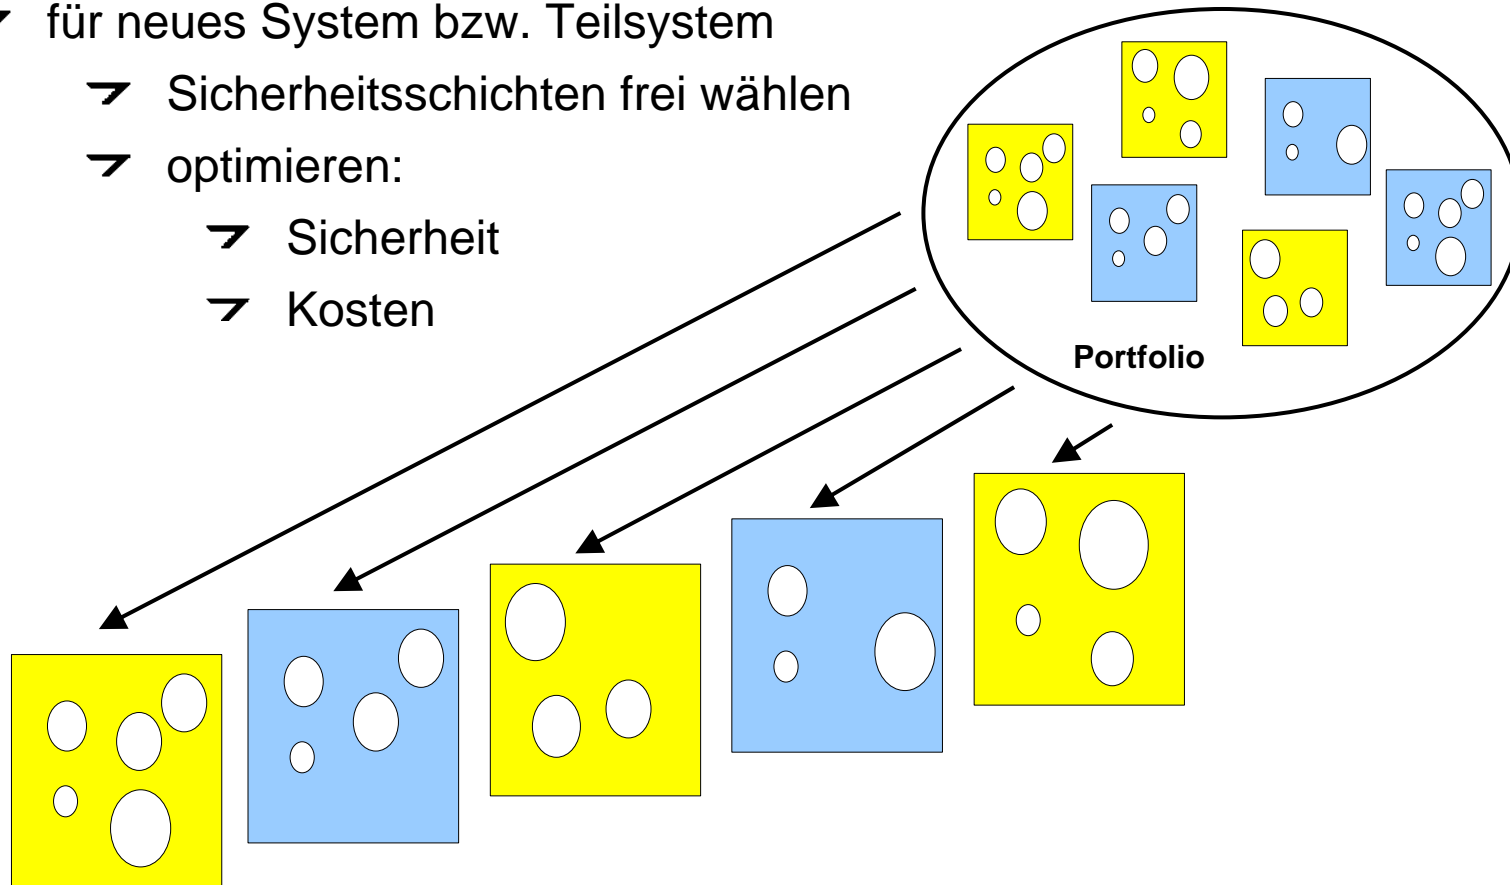 für neues System bzw. Teilsystem
Sicherheitsschichten frei wählen
optimieren:
Sicherheit
Kosten
Portfolio